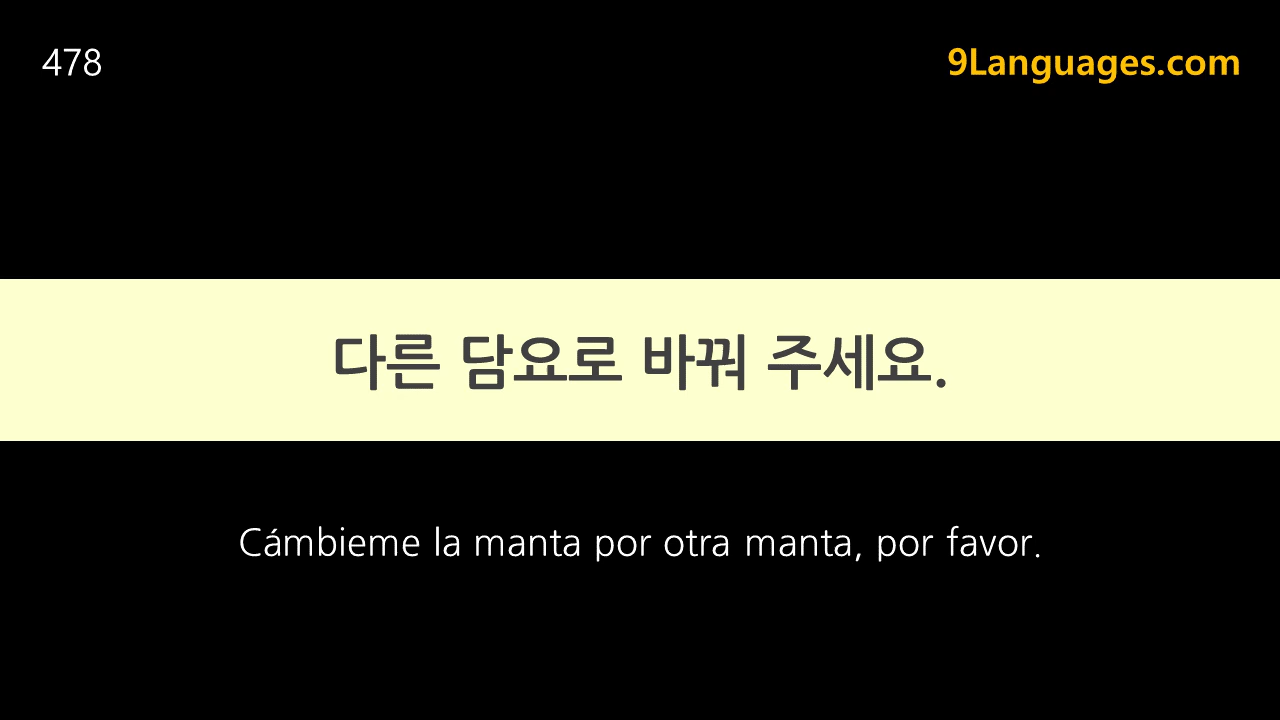 478
9Languages.com
다른 담요로 바꿔 주세요.
Cámbieme la manta por otra manta, por favor.